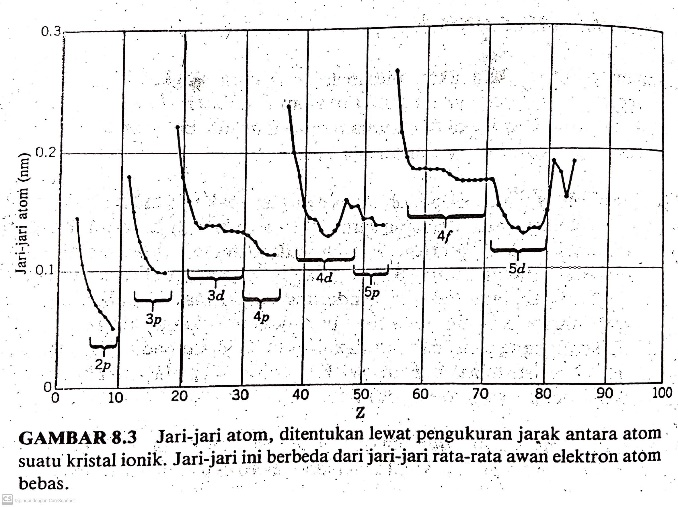 0.3
0.2
0.1
0
Jari-jari atom (nm)
2p
3p
3d
4p
4d
5p
4f
5d
0 10 20 30 40 50 60 70 80 90 100
Z
GAMBAR 8.3 Jari-jari atom, ditentukan lewat pengukuran jarak antara atom
suatu kristal ionik. Jari-jari ini berbeda dari jari-jari rata-rata awan elektron atom
bebas.
CS